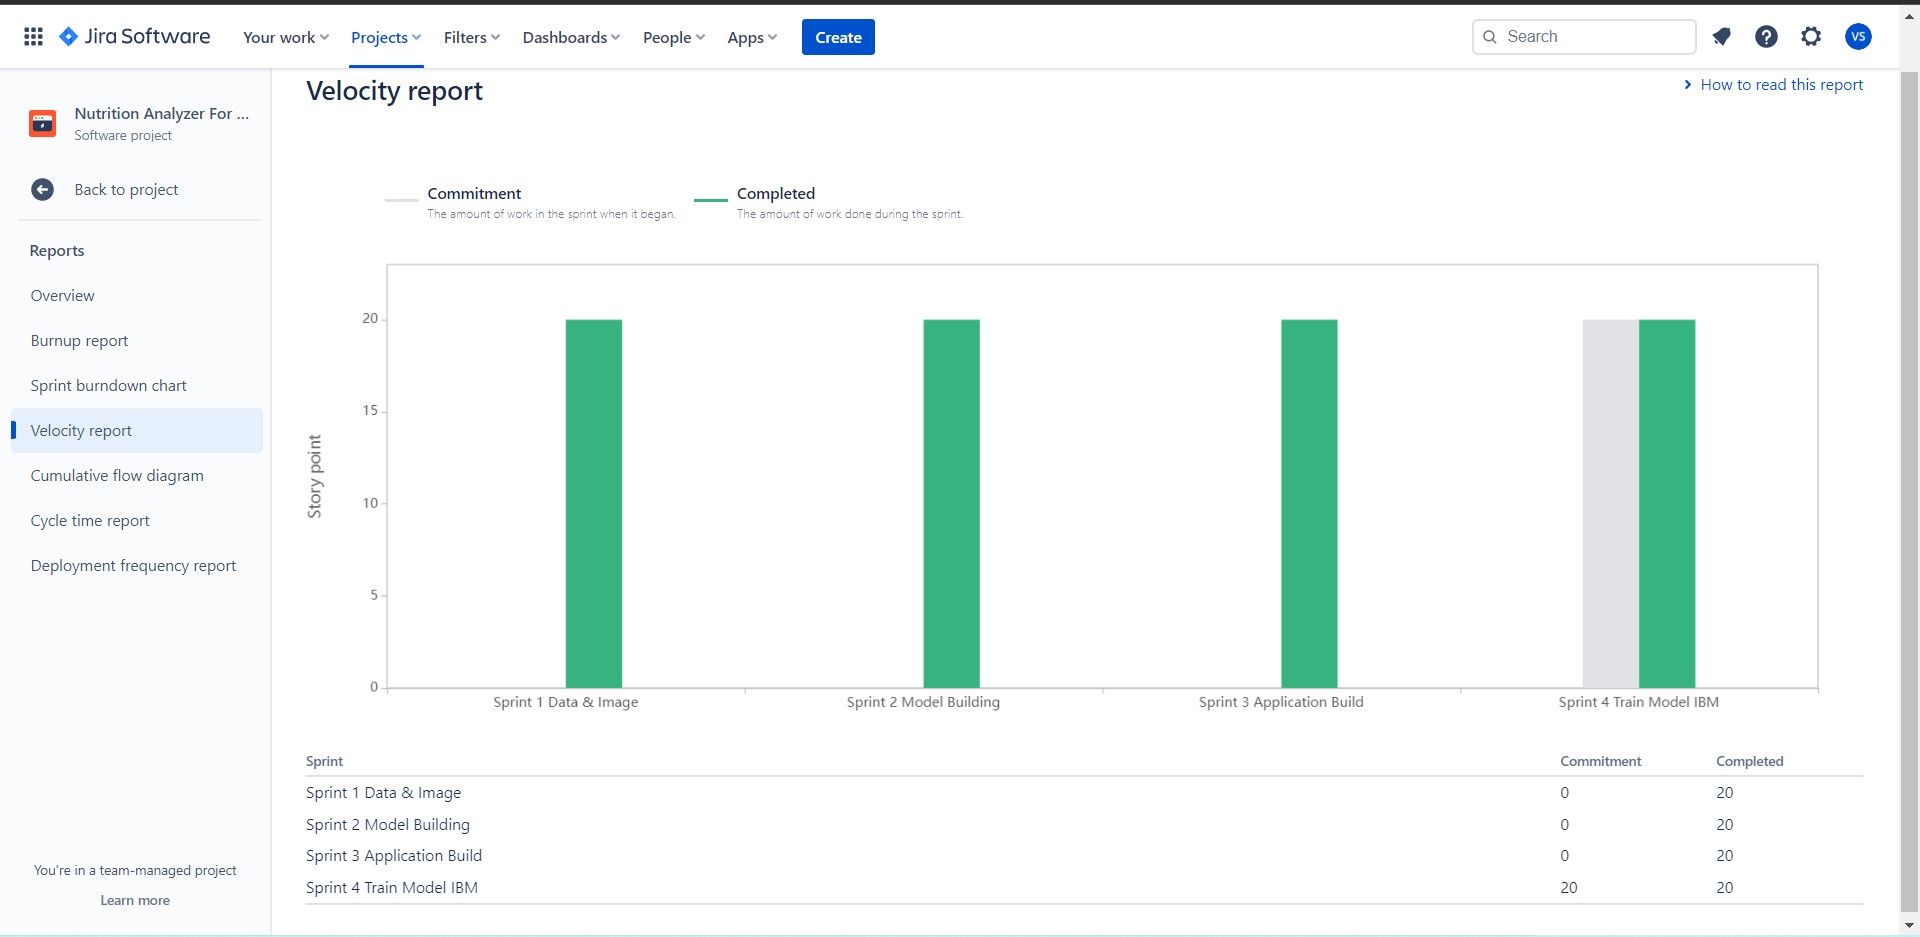 Jira Software
Your work Projects Filters Dashboards People Apps Create Search VS
Nutrition Analyzer For ...
Software project
Back to project
Reports
Overview
Burnup report
Sprint burndown chart
Velocity report
Cumulative flow diagram
Cycle time report
Deployment frequency report
You're in a team-managed project
Learn more
Velocity report
How to read this report
Commitment
The amount of work in the sprint when it began.
Completed
The amount of work done during the sprint.
Story point
20
15
10
5
0
Sprint 1 Data & Image Sprint 2 Model Building Sprint 3 Application Build Sprint 4 Train Model IBM
Sprint Commitment Completed
Sprint 1 Data & Image 0 20
Sprint 2 Model Building 0 20
Sprint 3 Application Build 0 20
Sprint 4 Train Model IBM 20 20